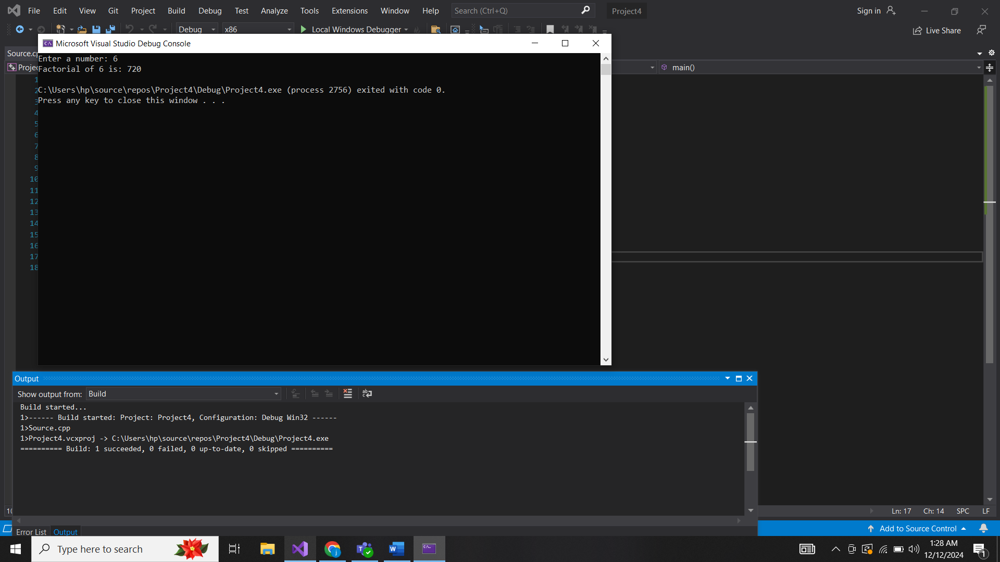 File Edit View Git Project Build Debug Test Analyze Tools Extensions Window Help Search (Ctrl+Q) Project4 Sign in
Debug x86 Local Windows Debugger Live Share
Microsoft Visual Studio Debug Console
Source.c
Projec main()
Enter a number: 6
Factorial of 6 is: 720
C:\Users\hp\source\repos\Project4\Debug\Project4.exe (process 2756) exited with code 0.
Press any key to close this window . . .
1
2
3
4
5
6
7
8
9
10
11
12
13
14
15
16
17
18
Output
Show output from: Build
Build started...
1>------ Build started: Project: Project4, Configuration: Debug Win32 ------
1>Source.cpp
1>Project4.vcxproj -> C:\Users\hp\source\repos\Project4\Debug\Project4.exe
========== Build: 1 succeeded, 0 failed, 0 up-to-date, 0 skipped ==========
Ln: 17 Ch: 14 SPC LF
Error List Output
Add to Source Control
Type here to search
1:28 AM
12/12/2024
1